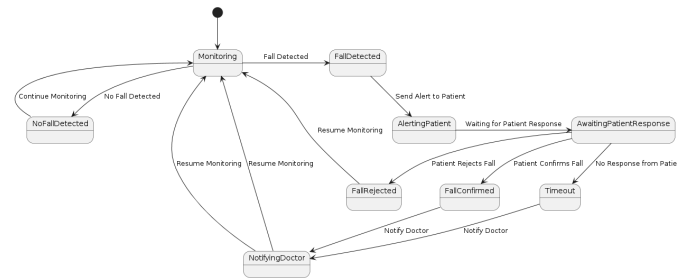 Monitoring
Fall Detected
FallDetected
Continue Monitoring
No Fall Detected
Send Alert to Patient
NoFallDetected
AlertingPatient
Waiting for Patient Response
AwaitingPatientResponse
Resume Monitoring
Resume Monitoring
Resume Monitoring
Patient Rejects Fall
Patient Confirms Fall
No Response from Patie
FallRejected
FallConfirmed
Timeout
Notify Doctor
Notify Doctor
NotifyingDoctor